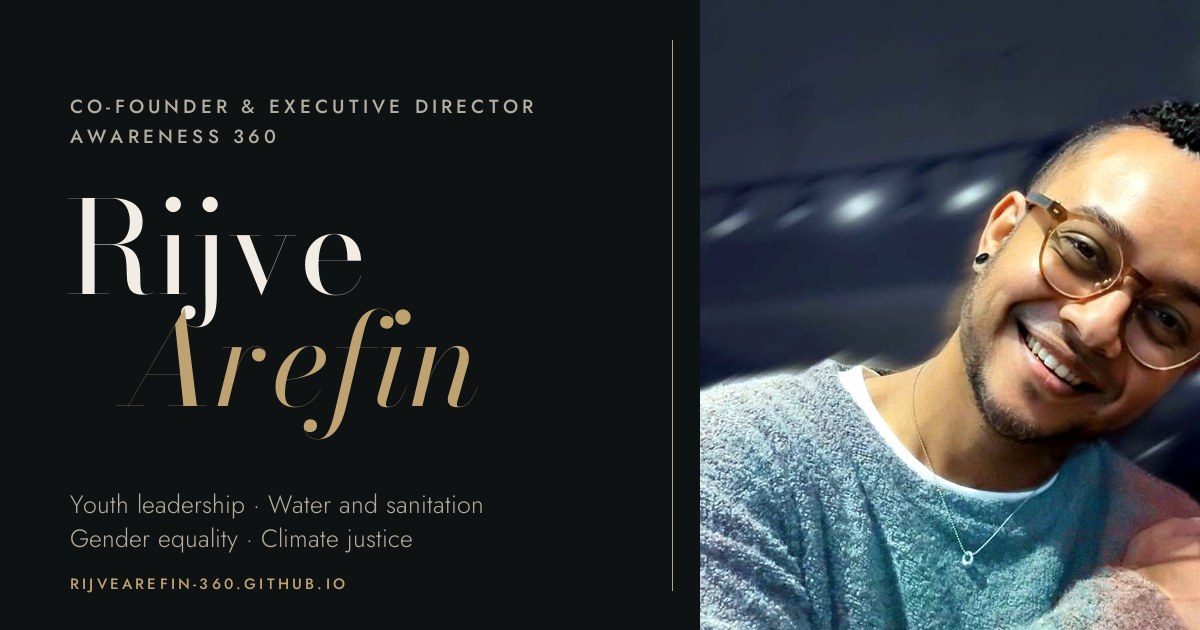 CO-FOUNDER & EXECUTIVE DIRECTOR
AWARENESS 360
Rijve
Arefin
Youth leadership · Water and sanitation
Gender equality · Climate justice
RIJVEAREFIN-360.GITHUB.IO